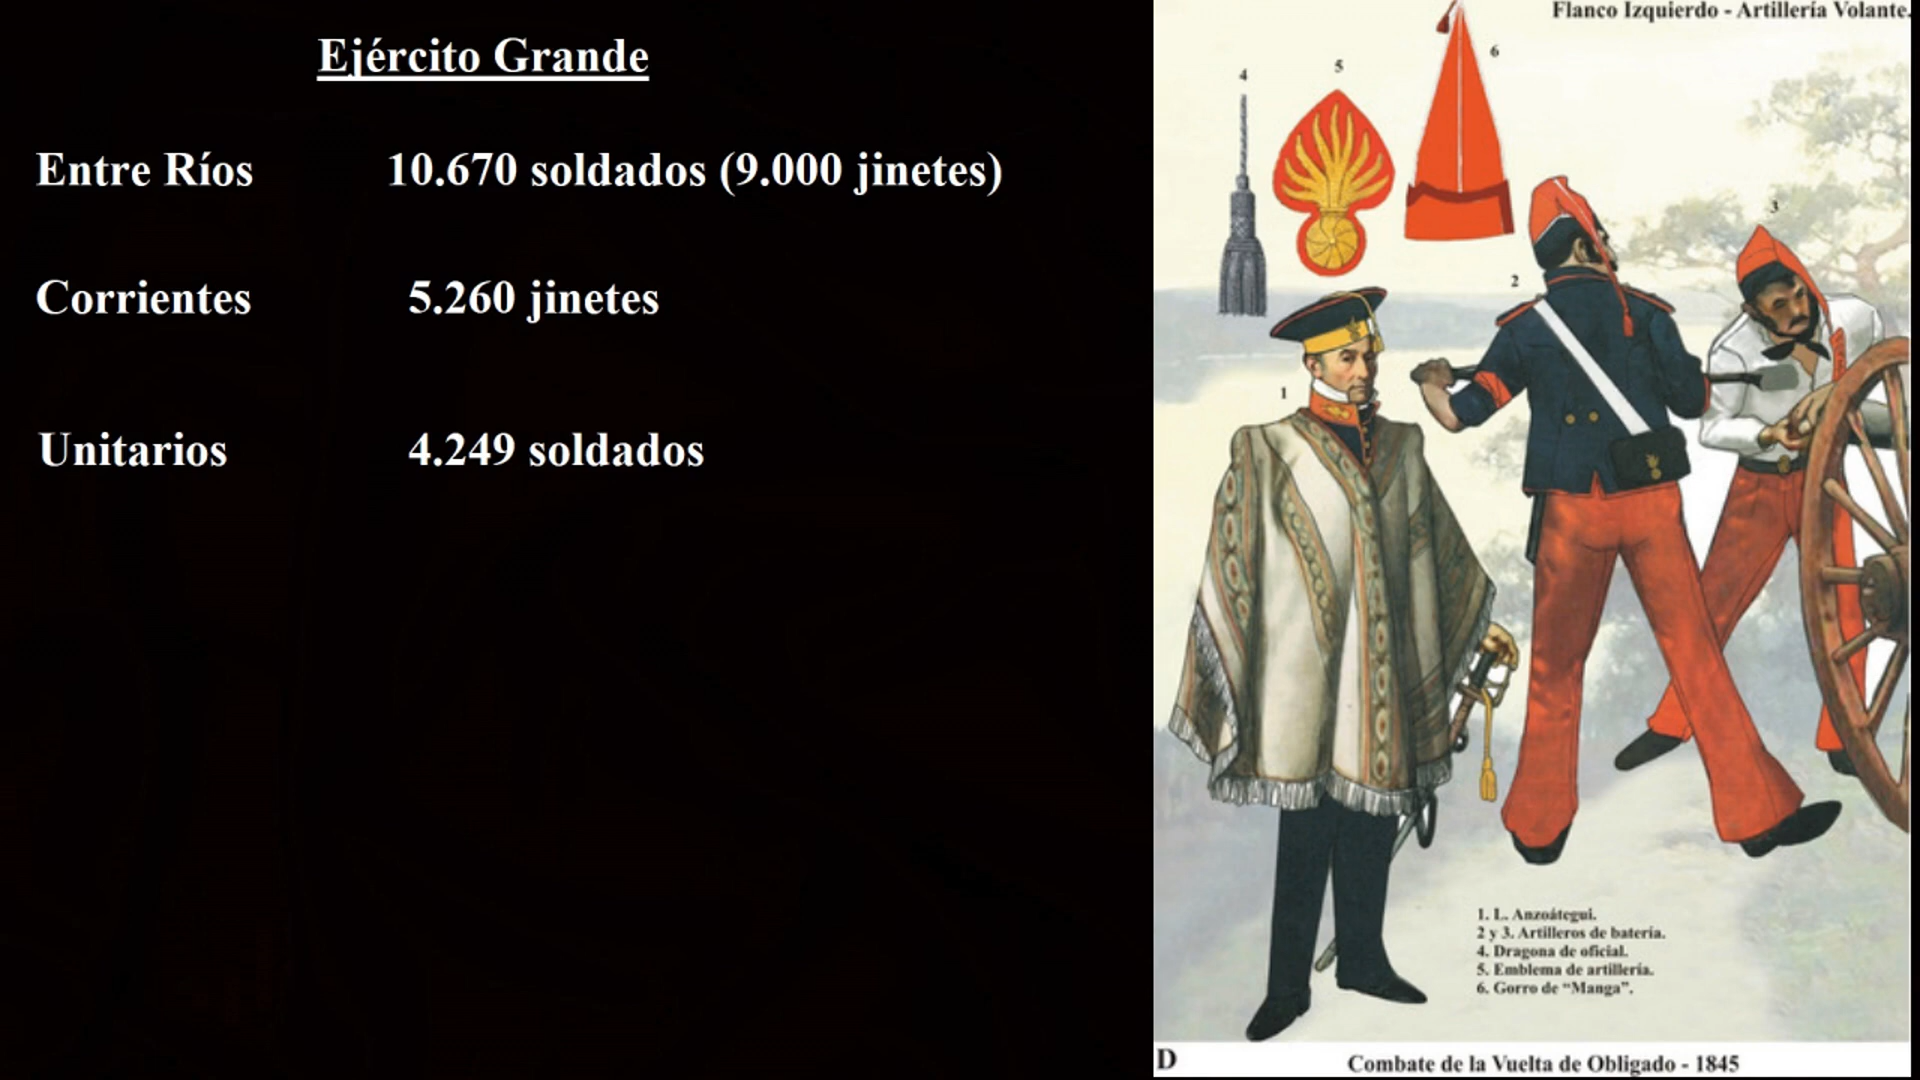 Ejército Grande
Entre Ríos 10.670 soldados (9.000 jinetes)
Corrientes 5.260 jinetes
Unitarios 4.249 soldados
Flanco Izquierdo - Artillería Volante.
4
5
6
3
2
1
1. L. Anzoátegui.
2 y 3. Artilleros de batería.
4. Dragona de oficial.
5. Emblema de artillería.
6. Gorro de “Manga”.
D
Combate de la Vuelta de Obligado - 1845